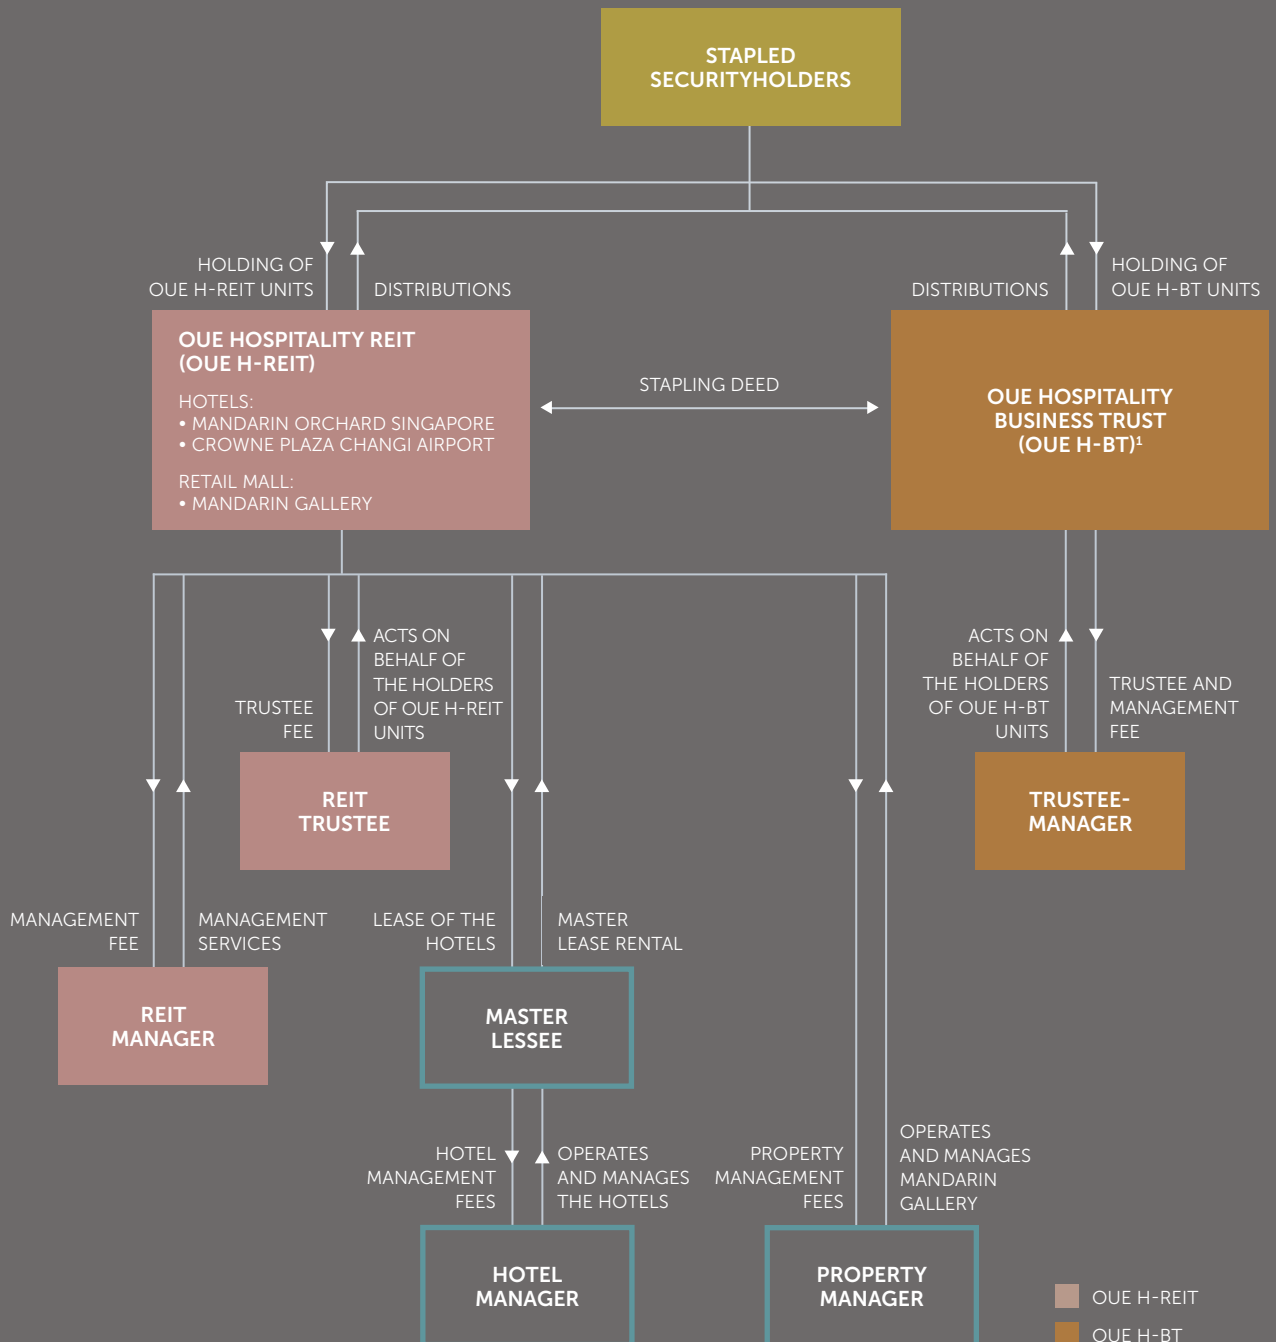 STAPLED
SECURITYHOLDERS
HOLDING OF
OUE H-REIT UNITS
DISTRIBUTIONS
DISTRIBUTIONS
HOLDING OF
OUE H-BT UNITS
OUE HOSPITALITY REIT
(OUE H-REIT)
HOTELS:
• MANDARIN ORCHARD SINGAPORE
• CROWNE PLAZA CHANGI AIRPORT
RETAIL MALL:
• MANDARIN GALLERY
STAPLING DEED
OUE HOSPITALITY
BUSINESS TRUST
(OUE H-BT)¹
TRUSTEE
FEE
ACTS ON
BEHALF OF
THE HOLDERS
OF OUE H-REIT
UNITS
ACTS ON
BEHALF OF
THE HOLDERS
OF OUE H-BT
UNITS
TRUSTEE AND
MANAGEMENT
FEE
REIT
TRUSTEE
TRUSTEE-
MANAGER
MANAGEMENT
FEE
MANAGEMENT
SERVICES
LEASE OF THE
HOTELS
MASTER
LEASE RENTAL
REIT
MANAGER
MASTER
LESSEE
HOTEL
MANAGEMENT
FEES
OPERATES
AND MANAGES
THE HOTELS
PROPERTY
MANAGEMENT
FEES
OPERATES
AND MANAGES
MANDARIN
GALLERY
HOTEL
MANAGER
PROPERTY
MANAGER
OUE H-REIT
OUE H-BT